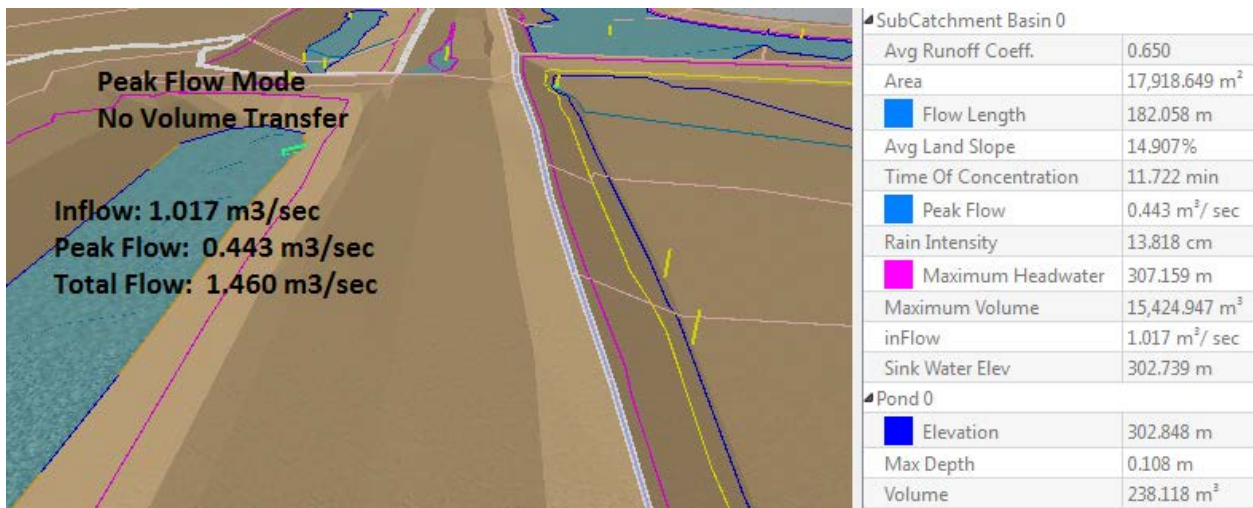 Peak Flow Mode
No Volume Transfer
Inflow: 1.017 m3/sec
Peak Flow: 0.443 m3/sec
Total Flow: 1.460 m3/sec
SubCatchment Basin 0
Avg Runoff Coeff. 0.650
Area 17,918.649 m²
Flow Length 182.058 m
Avg Land Slope 14.907%
Time Of Concentration 11.722 min
Peak Flow 0.443 m³/ sec
Rain Intensity 13.818 cm
Maximum Headwater 307.159 m
Maximum Volume 15,424.947 m³
inFlow 1.017 m³/ sec
Sink Water Elev 302.739 m
Pond 0
Elevation 302.848 m
Max Depth 0.108 m
Volume 238.118 m³